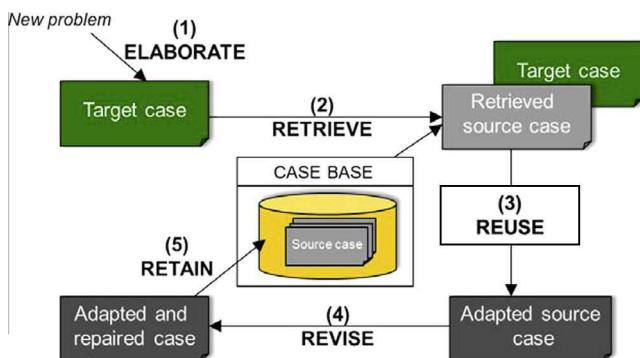 New problem
(1)
ELABORATE
Target case
Target case
(2)
RETRIEVE
Retrieved
source case
CASE BASE
Source case
(3)
REUSE
(5)
RETAIN
Adapted and
repaired case
(4)
REVISE
Adapted source
case